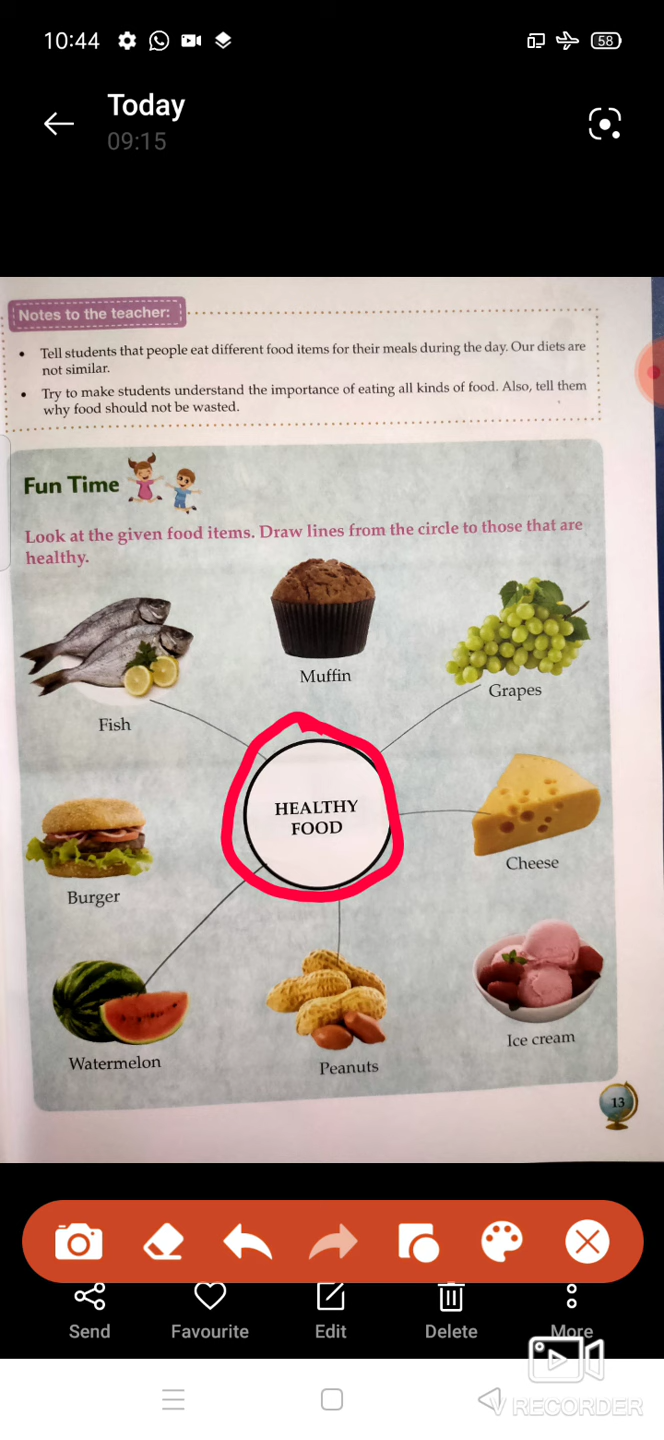 10:44
58
Today
09:15
Notes to the teacher:
• Tell students that people eat different food items for their meals during the day. Our diets are
not similar.
• Try to make students understand the importance of eating all kinds of food. Also, tell them
why food should not be wasted.
Fun Time
Look at the given food items. Draw lines from the circle to those that are
healthy.
Muffin
Grapes
Fish
HEALTHY
FOOD
Cheese
Burger
Ice cream
Watermelon
Peanuts
13
Send
Favourite
Edit
Delete
More
V RECORDER